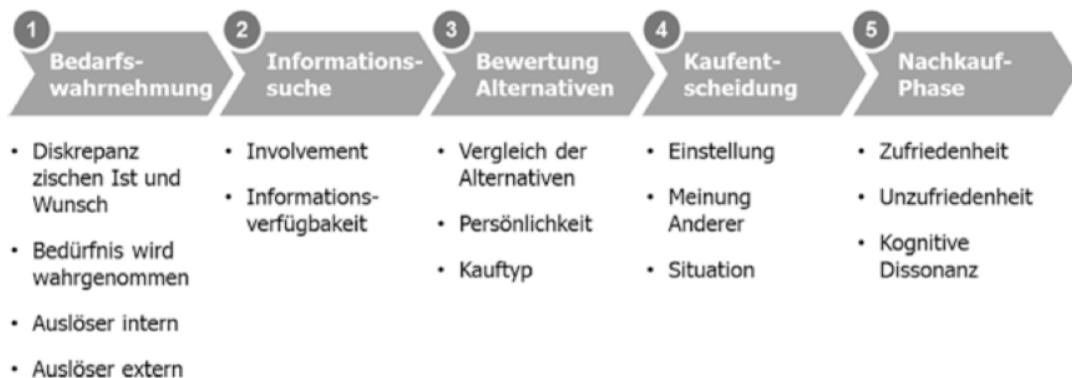 1
Bedarfs-
wahrnehmung
• Diskrepanz
zischen Ist und
Wunsch
• Bedürfnis wird
wahrgenommen
• Auslöser intern
• Auslöser extern
2
Informations-
suche
• Involvement
• Informations-
verfügbakeit
3
Bewertung
Alternativen
• Vergleich der
Alternativen
• Persönlichkeit
• Kauftyp
4
Kaufent-
scheidung
• Einstellung
• Meinung
Anderer
• Situation
5
Nachkauf-
Phase
• Zufriedenheit
• Unzufriedenheit
• Kognitive
Dissonanz